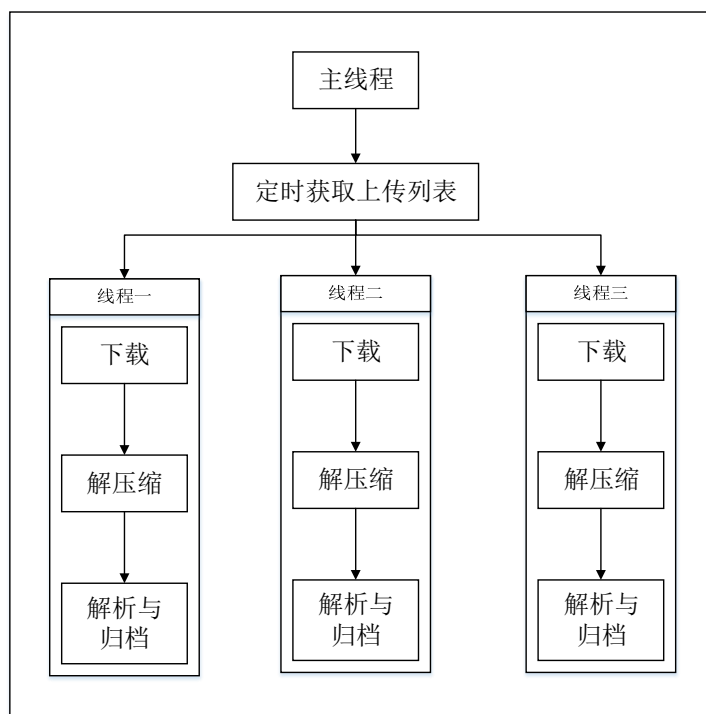 主线程
定时获取上传列表
线程一
下载
解压缩
解析与
归档
线程二
下载
解压缩
解析与
归档
线程三
下载
解压缩
解析与
归档